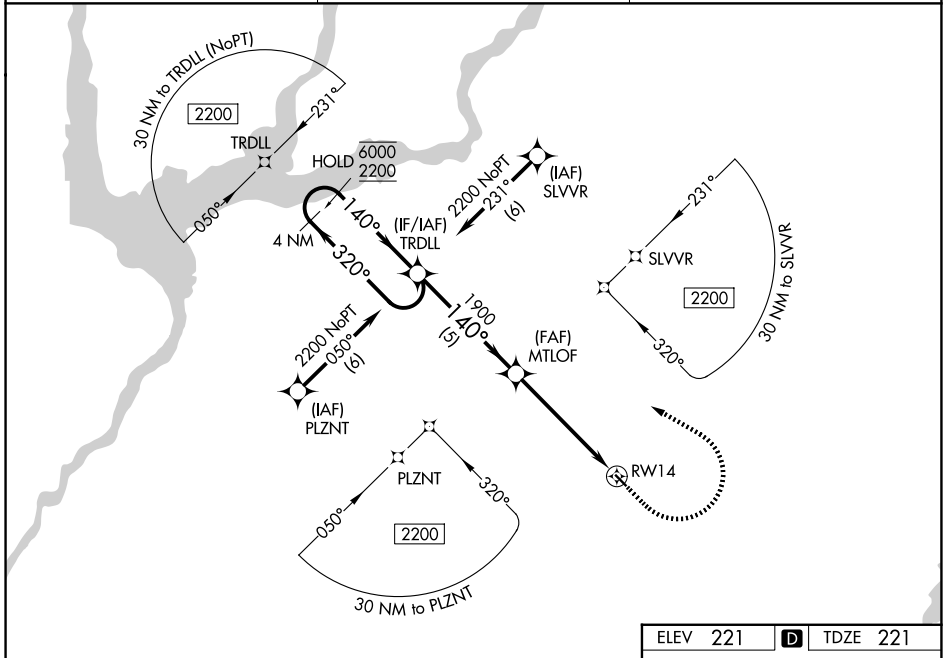 30 NM to TRDLL (NoPT)
2200
231°
TRDLL
050°
HOLD 6000
2200
4 NM
140°
320°
(IF/IAF)
TRDLL
2200 NoPT
231°
(6)
(IAF)
SLVVR
231°
SLVVR
2200
320°
30 NM to SLVVR
1900
140°
(5)
(FAF)
MTLOF
2200 NoPT
050°
(6)
(IAF)
PLZNT
RW14
PLZNT
050°
320°
2200
30 NM to PLZNT
ELEV 221 D TDZE 221